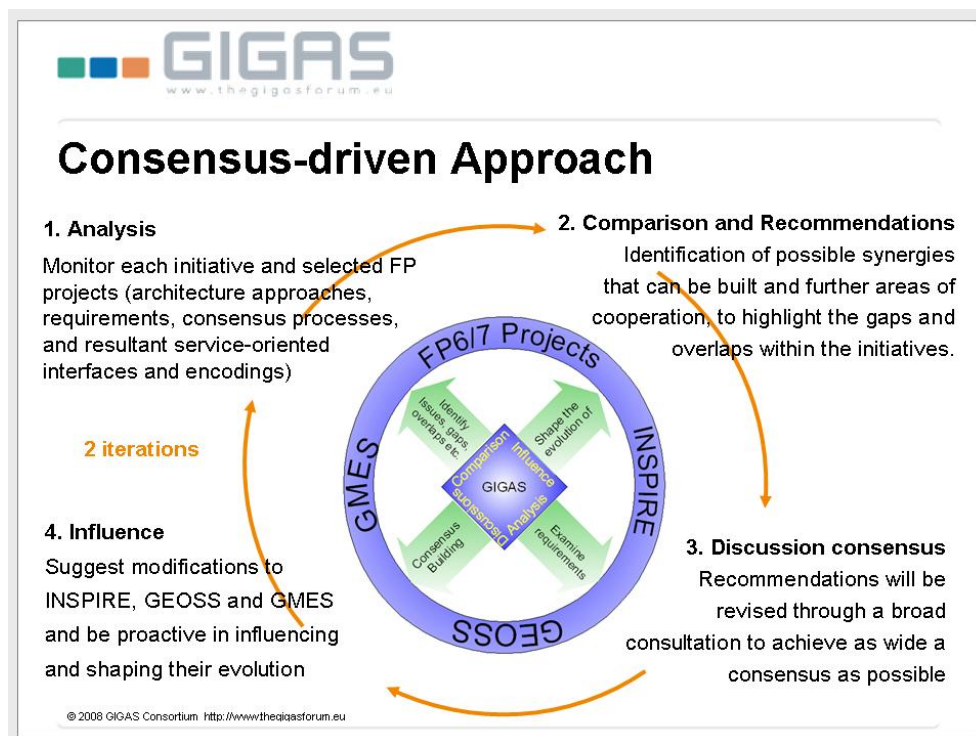 GIGAS
www.thegigasforum.eu
Consensus-driven Approach
1. Analysis
Monitor each initiative and selected FP
projects (architecture approaches,
requirements, consensus processes,
and resultant service-oriented
interfaces and encodings)
2. Comparison and Recommendations
Identification of possible synergies
that can be built and further areas of
cooperation, to highlight the gaps and
overlaps within the initiatives.
2 iterations
FP6/7 Projects
INSPIRE
GEOSS
GMES
Identify
Issues, gaps,
overlaps etc.
Shape the
evolution of
Comparison
Influence
GIGAS
Discussions
Analysis
Consensus
Building
Examine
requirements
4. Influence
Suggest modifications to
INSPIRE, GEOSS and GMES
and be proactive in influencing
and shaping their evolution
3. Discussion consensus
Recommendations will be
revised through a broad
consultation to achieve as wide a
consensus as possible
© 2008 GIGAS Consortium http://www.thegigasforum.eu